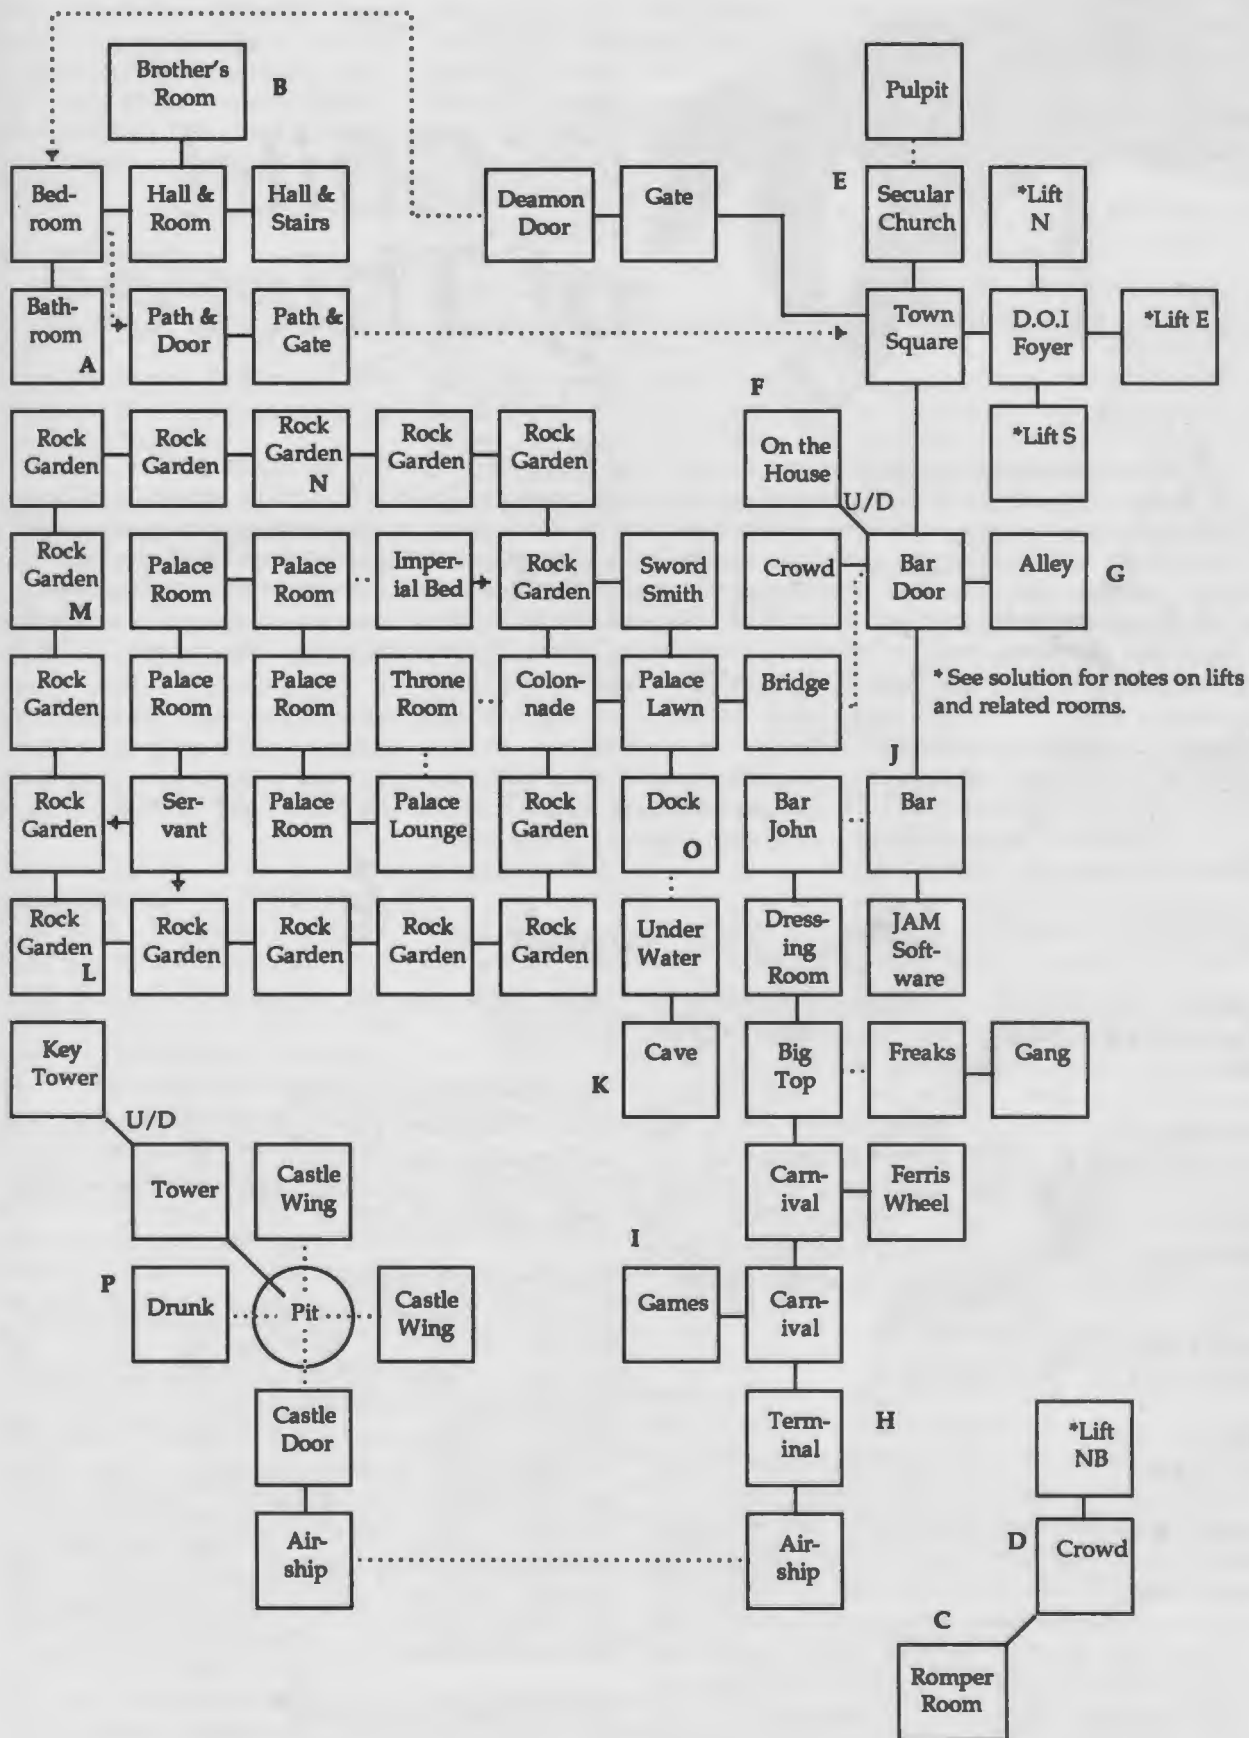 Brother's
Room
B
Pulpit
Bed-
room
Hall &
Room
Hall &
Stairs
Deamon
Door
Gate
E
Secular
Church
*Lift
N
Bath-
room
A
Path &
Door
Path &
Gate
Town
Square
D.O.I
Foyer
*Lift E
F
Rock
Garden
Rock
Garden
Rock
Garden
N
Rock
Garden
Rock
Garden
On the
House
U/D
*Lift S
Rock
Garden
M
Palace
Room
Palace
Room
Imper-
ial Bed
Rock
Garden
Sword
Smith
Crowd
Bar
Door
Alley
G
Rock
Garden
Palace
Room
Palace
Room
Throne
Room
Colon-
nade
Palace
Lawn
Bridge
* See solution for notes on lifts
and related rooms.
J
Rock
Garden
Ser-
vant
Palace
Room
Palace
Lounge
Rock
Garden
Dock
O
Bar
John
Bar
Rock
Garden
L
Rock
Garden
Rock
Garden
Rock
Garden
Rock
Garden
Under
Water
Dress-
ing
Room
JAM
Soft-
ware
Key
Tower
U/D
K
Cave
Big
Top
Freaks
Gang
Tower
Castle
Wing
Carn-
ival
Ferris
Wheel
P
Drunk
Pit
Castle
Wing
I
Games
Carn-
ival
Castle
Door
Term-
inal
H
*Lift
NB
Air-
ship
Air-
ship
D
Crowd
C
Romper
Room